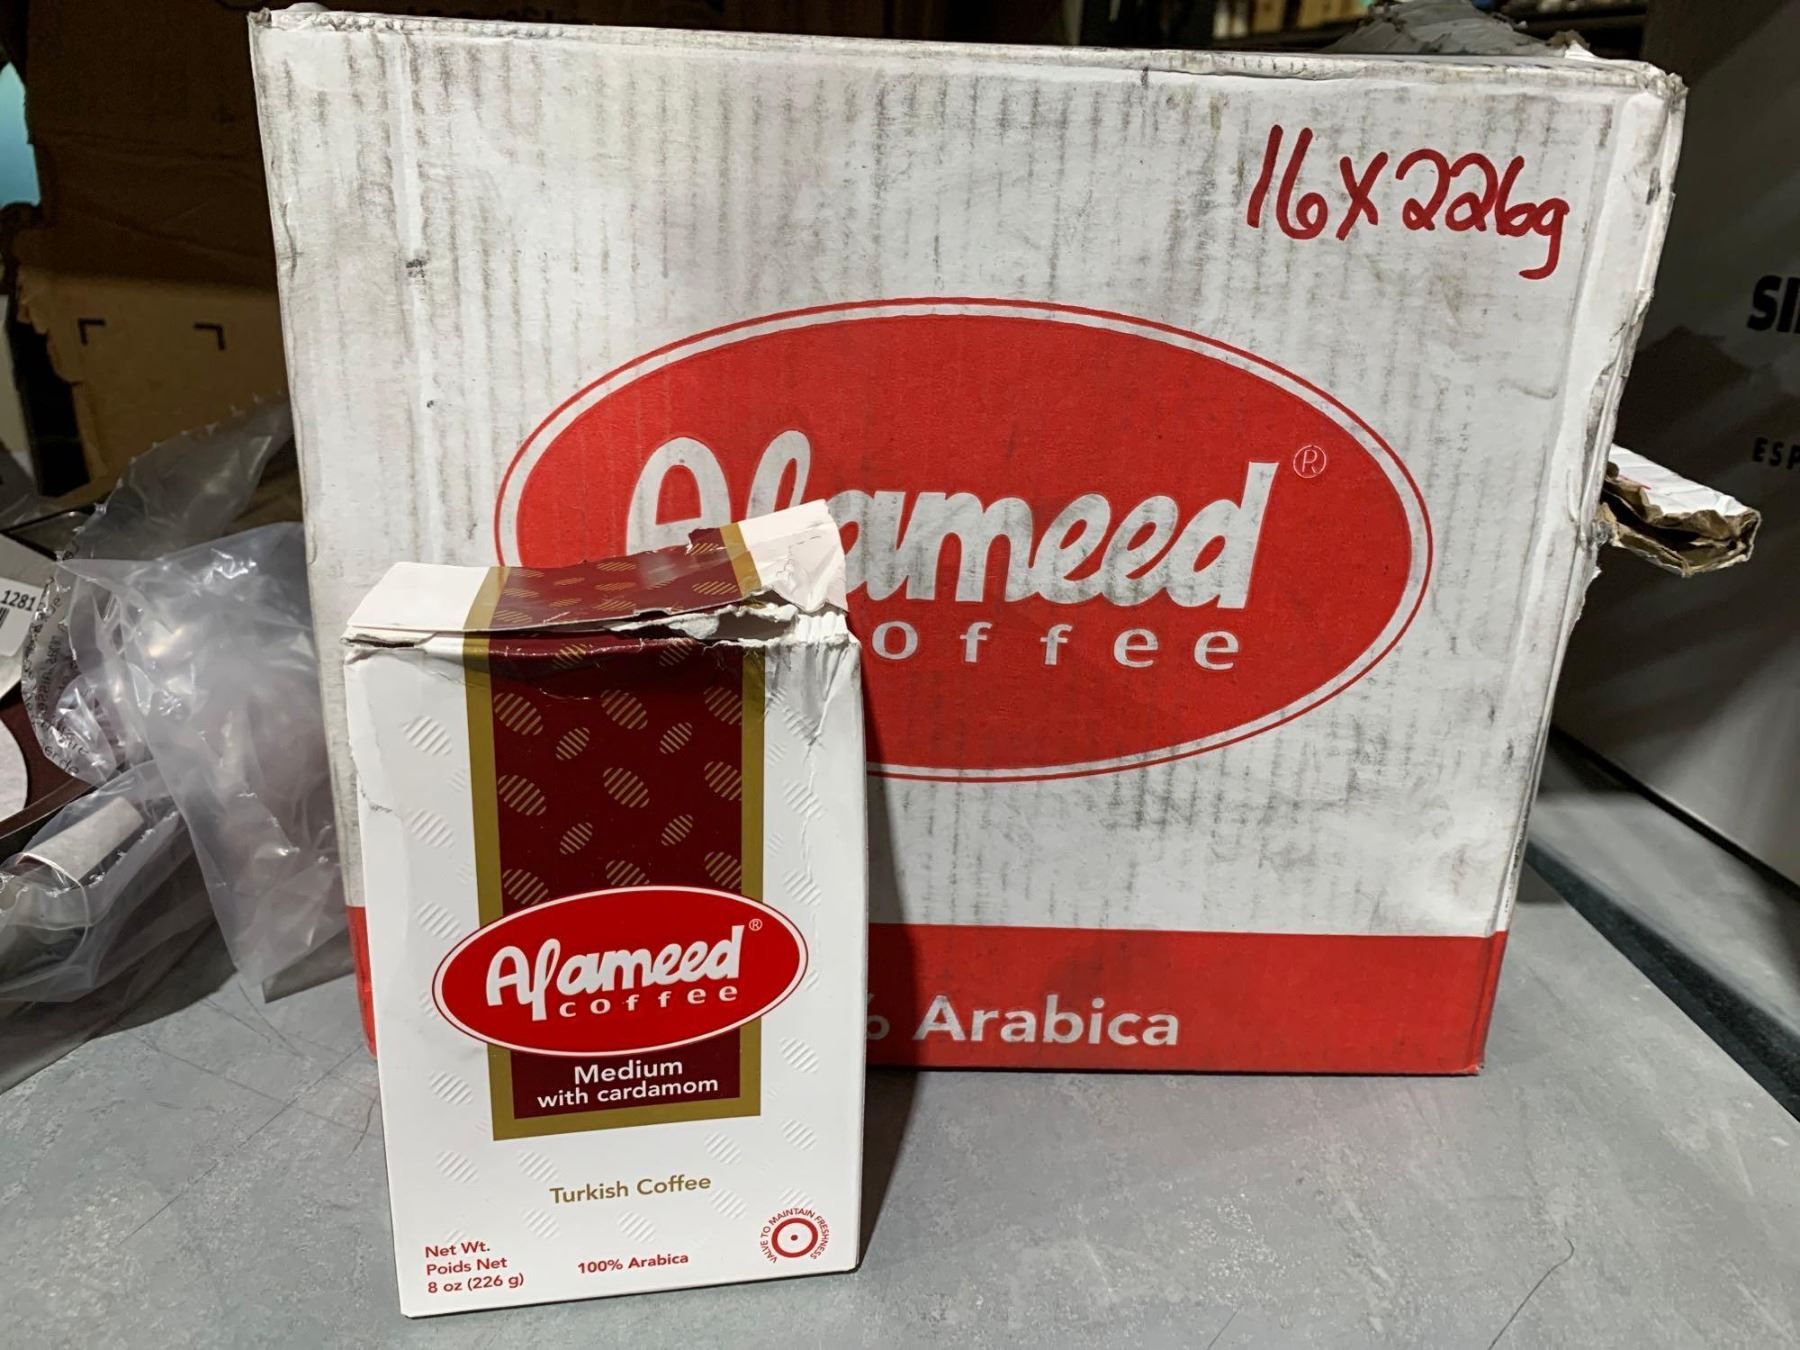 16x226g
Alameed®
coffee
Arabica
Alameed®
coffee
Medium
with cardamom
Turkish Coffee
VALVE TO MAINTAIN FRESHNESS
Net Wt.
Poids Net
8 oz (226 g)
100% Arabica
1281